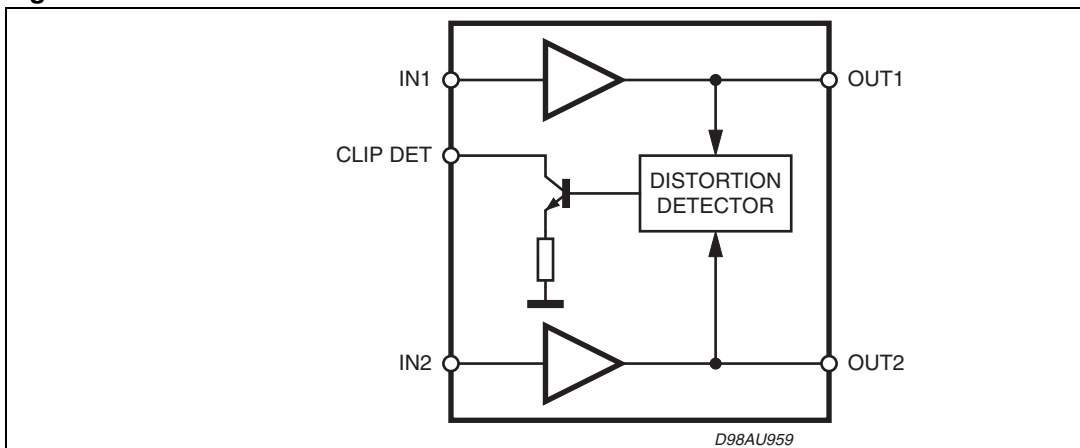 IN1
OUT1
CLIP DET
DISTORTION
DETECTOR
IN2
OUT2
D98AU959